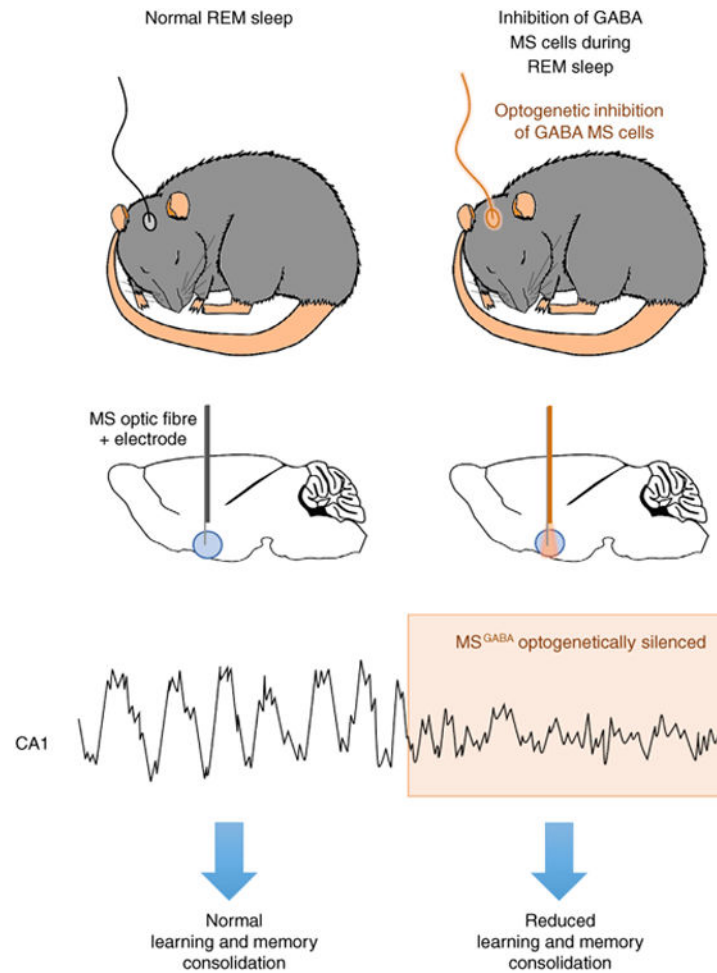 Normal REM sleep
Inhibition of GABA
MS cells during
REM sleep
Optogenetic inhibition
of GABA MS cells
MS optic fibre
+ electrode
MS^GABA optogenetically silenced
CA1
Normal
learning and memory
consolidation
Reduced
learning and memory
consolidation